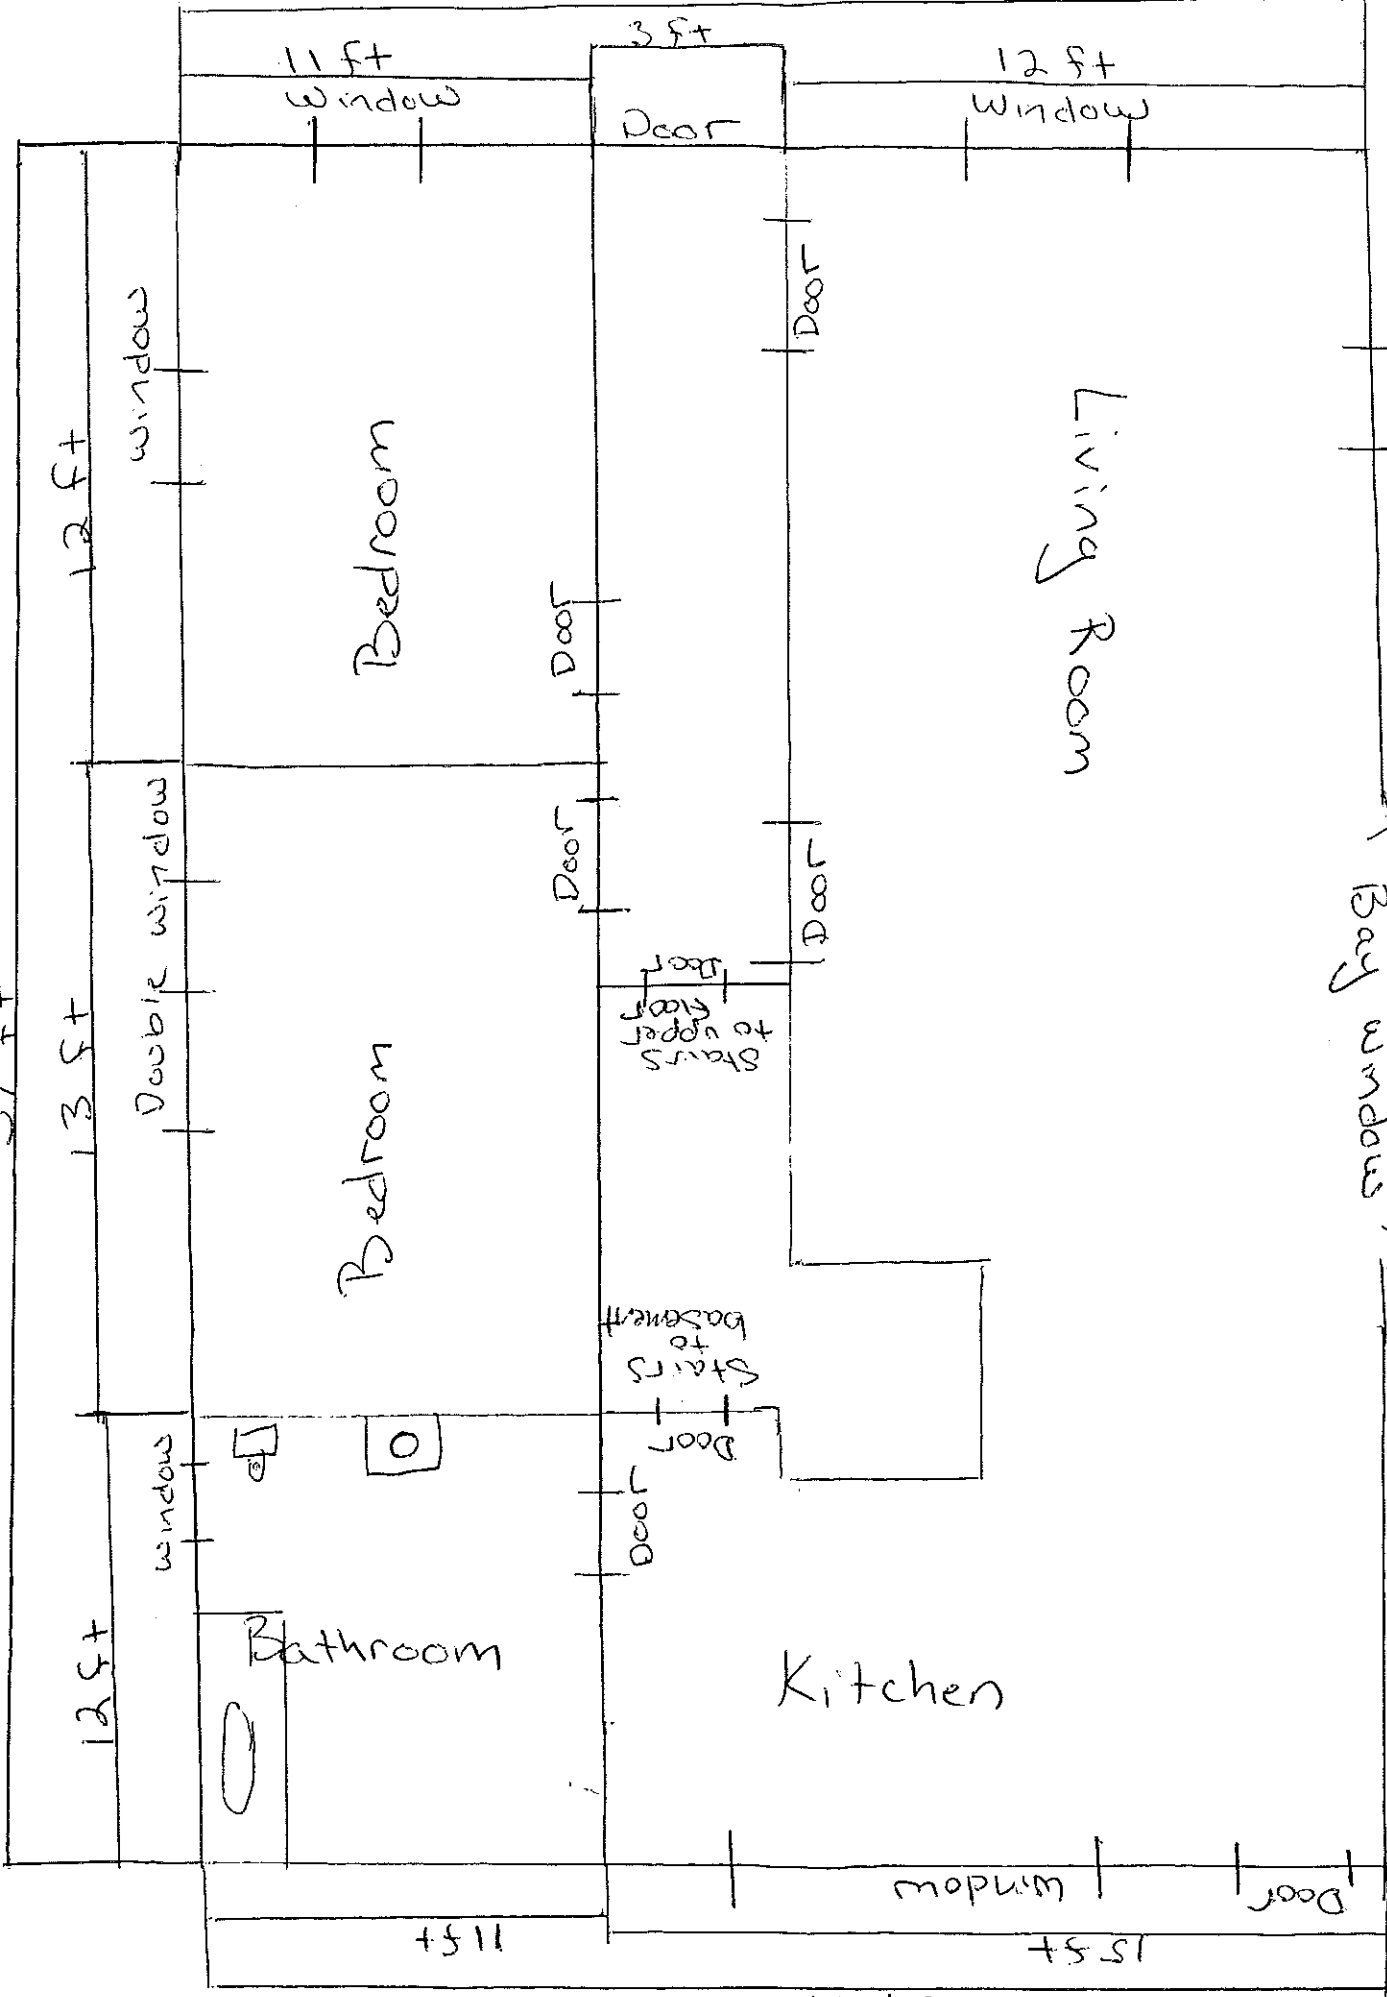 3 ft
11 ft
12 ft
Window
Window
Door
Door
Window
12 ft
Bedroom
Living Room
Door
Door
Double window
Door
Door
Stairs
to upper
floor
13 ft
Bedroom
Bay window
Stairs
to
basement
Door
window
Door
12 ft
Bathroom
Kitchen
window
Door
11 ft
15 ft